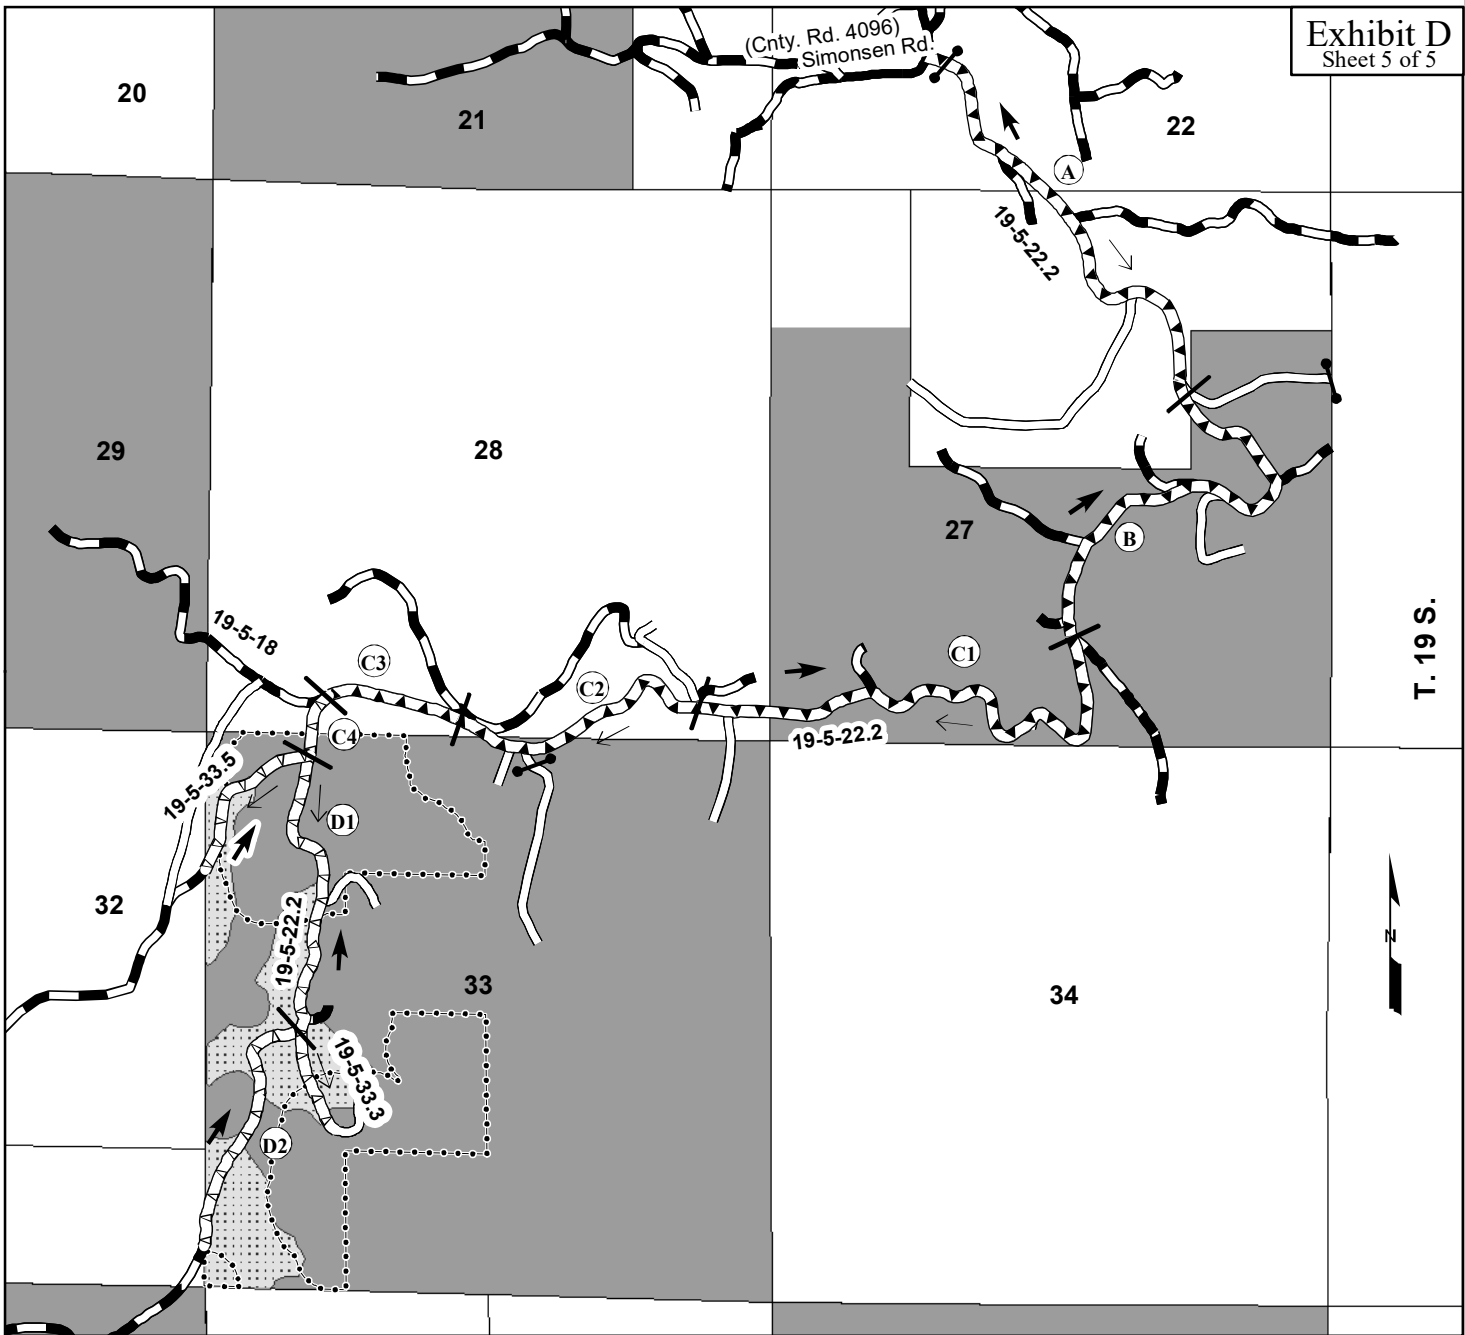 Exhibit D
Sheet 5 of 5
(Cnty. Rd. 4096)
Simonsen Rd.
20
21
22
A
19-5-22.2
29
28
27
B
T. 19 S.
19-5-18
C3
C2
C1
C4
19-5-22.2
19-5-33.5
D1
32
19-5-22.2
33
34
N
19-5-33.3
D2